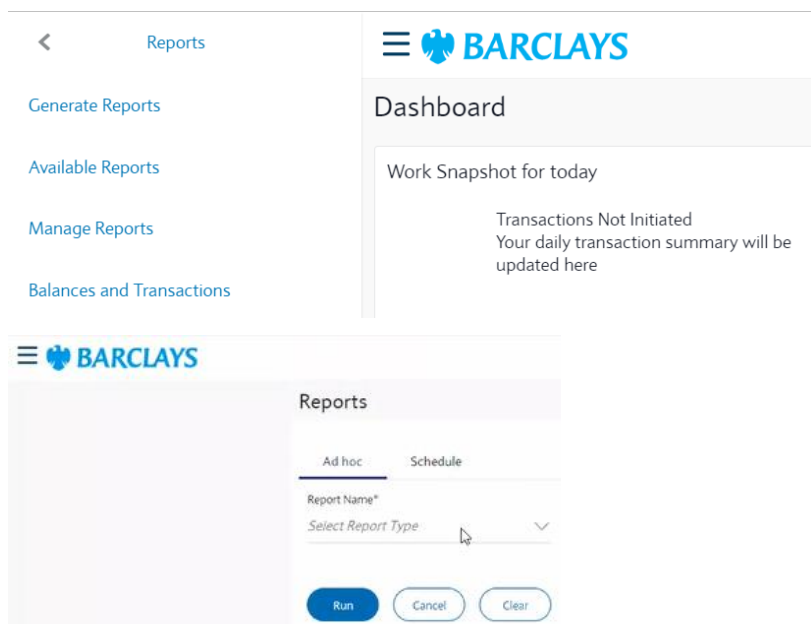 Reports
BARCLAYS
Generate Reports
Dashboard
Available Reports
Work Snapshot for today
Manage Reports
Transactions Not Initiated
Your daily transaction summary will be
updated here
Balances and Transactions
BARCLAYS
Reports
Ad hoc Schedule
Report Name*
Select Report Type
Run Cancel Clear